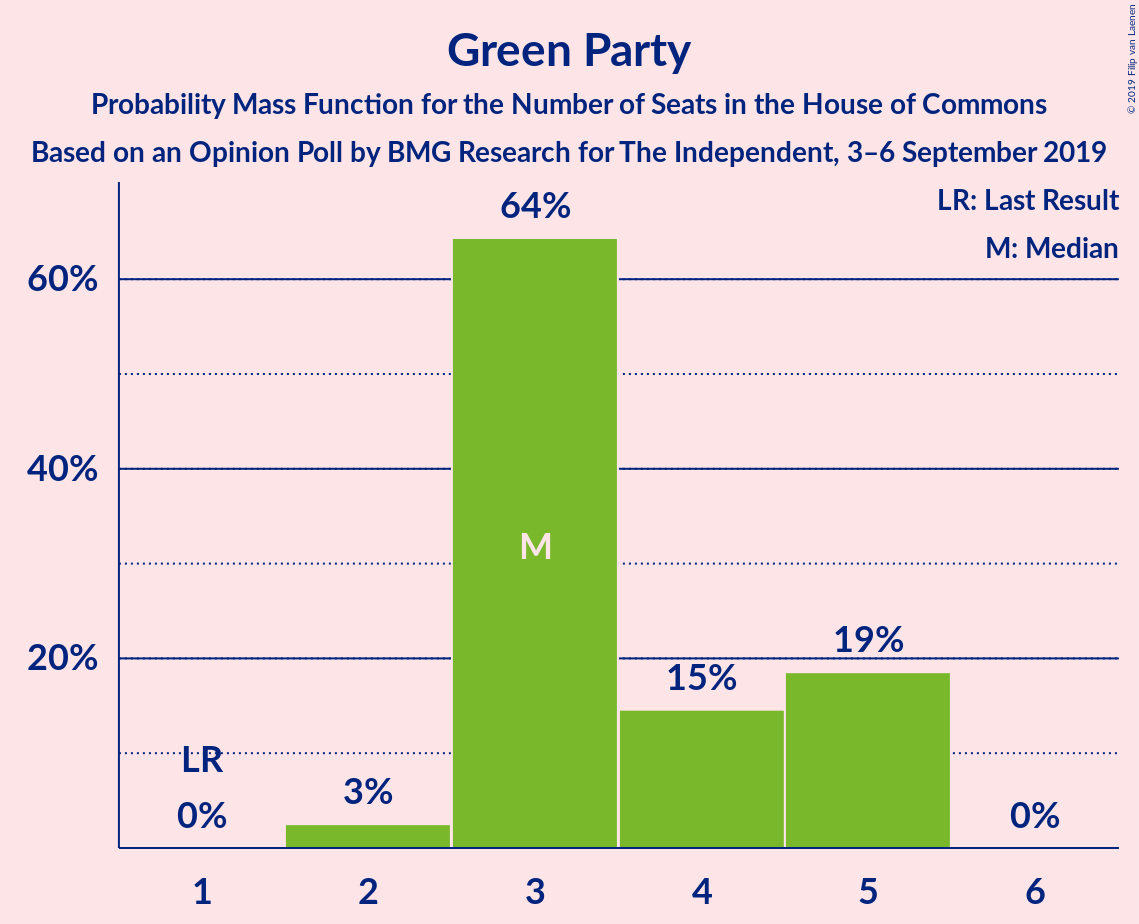 Green Party
Probability Mass Function for the Number of Seats in the House of Commons
Based on an Opinion Poll by BMG Research for The Independent, 3–6 September 2019
© 2019 Filip van Laenen
LR: Last Result
M: Median
64%
60%
40%
M
20%
19%
15%
LR
3%
0%
0%
1 2 3 4 5 6